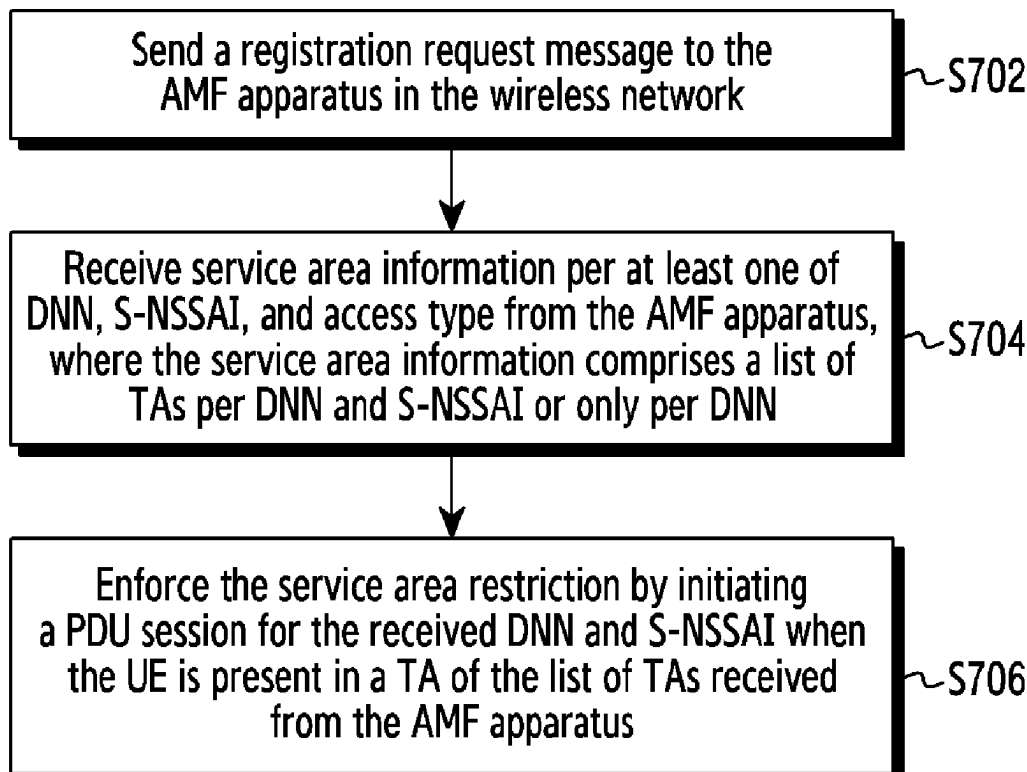 Send a registration request message to the
AMF apparatus in the wireless network
S702
Receive service area information per at least one of
DNN, S-NSSAI, and access type from the AMF apparatus,
where the service area information comprises a list of
TAs per DNN and S-NSSAI or only per DNN
S704
Enforce the service area restriction by initiating
a PDU session for the received DNN and S-NSSAI when
the UE is present in a TA of the list of TAs received
from the AMF apparatus
S706